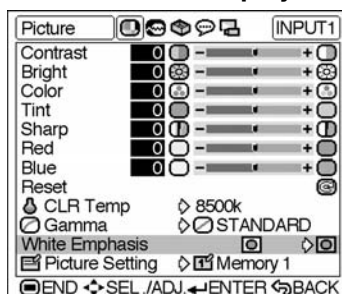 Picture INPUT1
Contrast 0 - +
Bright 0 - +
Color 0 - +
Tint 0 - +
Sharp 0 - +
Red 0 - +
Blue 0 - +
Reset
CLR Temp 8500k
Gamma STANDARD
White Emphasis
Picture Setting Memory 1
END SEL./ADJ. ENTER BACK